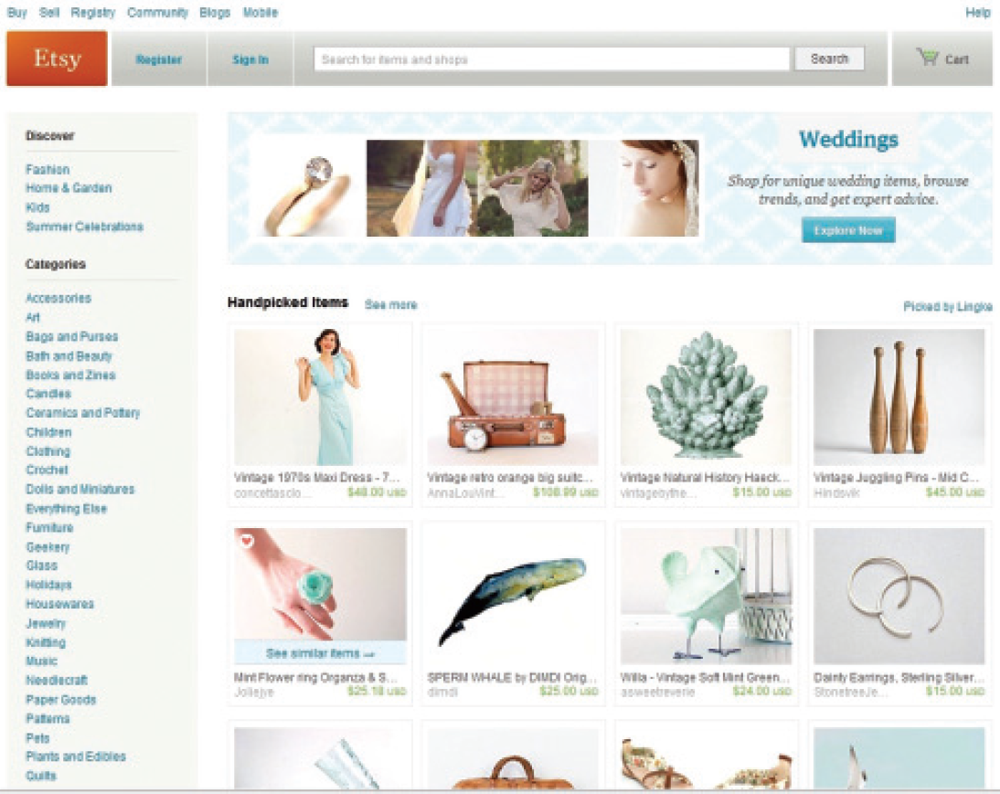 Buy Sell Registry Community Blogs Mobile Help
Etsy Register Sign In Search for items and shops Search Cart
Discover
Fashion
Home & Garden
Kids
Summer Celebrations
Categories
Accessories
Art
Bags and Purses
Bath and Beauty
Books and Zines
Candles
Ceramics and Pottery
Children
Clothing
Crochet
Dolls and Miniatures
Everything Else
Furniture
Geekery
Glass
Holidays
Housewares
Jewelry
Knitting
Music
Needlecraft
Paper Goods
Patterns
Pets
Plants and Edibles
Quilts
Weddings
Shop for unique wedding items, browse
trends, and get expert advice.
Explore Now
Handpicked Items See more Picked by Lingke
Vintage 1970s Maxi Dress - 7...
concettasclo... $48.00 USD
Vintage retro orange big suitc...
AnnaLouVint... $108.99 USD
Vintage Natural History Haeck...
vintagebythe... $15.00 USD
Vintage Juggling Pins - Mid C...
Hindsvik $45.00 USD
See similar items →
Mint Flower ring Organza & S...
Joliejye $25.18 USD
SPERM WHALE by DIMDI Orig...
dimdi $25.00 USD
Willa - Vintage Soft Mint Green...
asweetreverie $24.00 USD
Dainty Earrings, Sterling Silver...
StonetreeJe... $15.00 USD